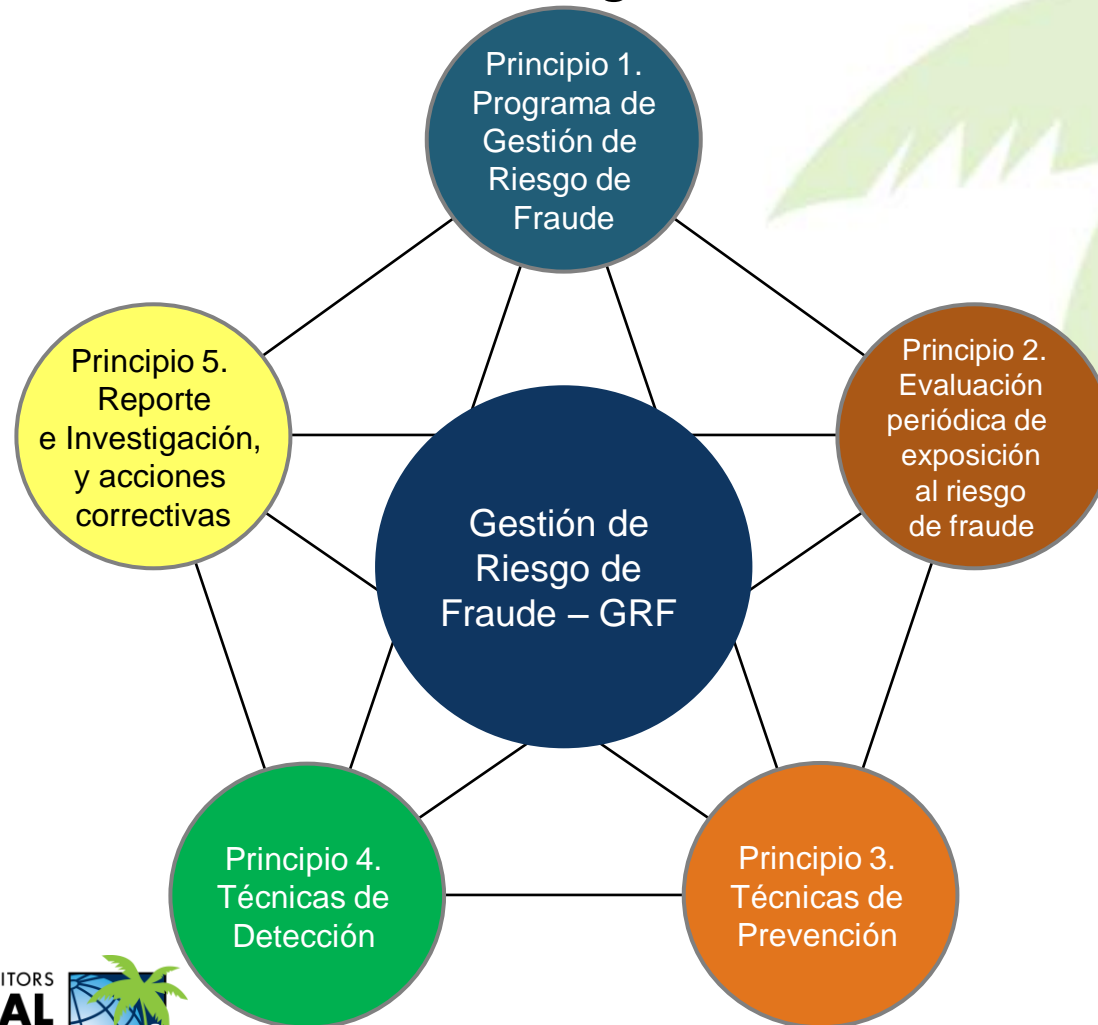 Principio 1.
Programa de
Gestión de
Riesgo de
Fraude
Principio 2.
Evaluación
periódica de
exposición
al riesgo
de fraude
Principio 5.
Reporte
e Investigación,
y acciones
correctivas
Gestión de
Riesgo de
Fraude – GRF
Principio 4.
Técnicas de
Detección
Principio 3.
Técnicas de
Prevención